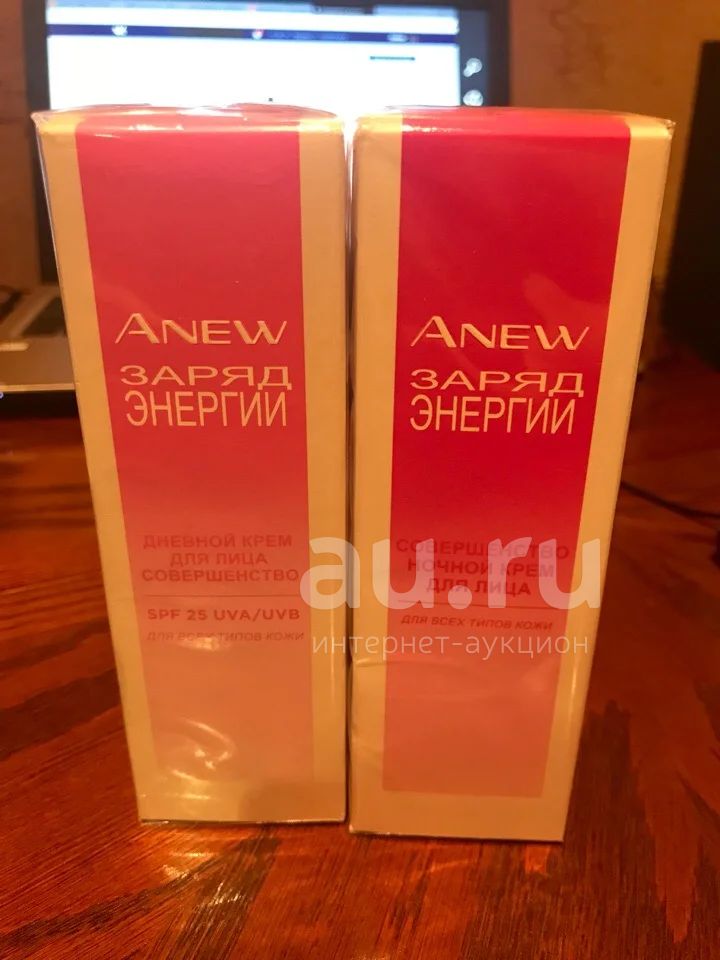 ANEW
ЗАРЯД
ЭНЕРГИИ
ДНЕВНОЙ КРЕМ
ДЛЯ ЛИЦА
СОВЕРШЕНСТВО
SPF 25 UVA/UVB
ДЛЯ ВСЕХ ТИПОВ КОЖИ
ANEW
ЗАРЯД
ЭНЕРГИИ
СОВЕРШЕНСТВО
НОЧНОЙ КРЕМ
ДЛЯ ЛИЦА
ДЛЯ ВСЕХ ТИПОВ КОЖИ
au.ru
интернет-аукцион